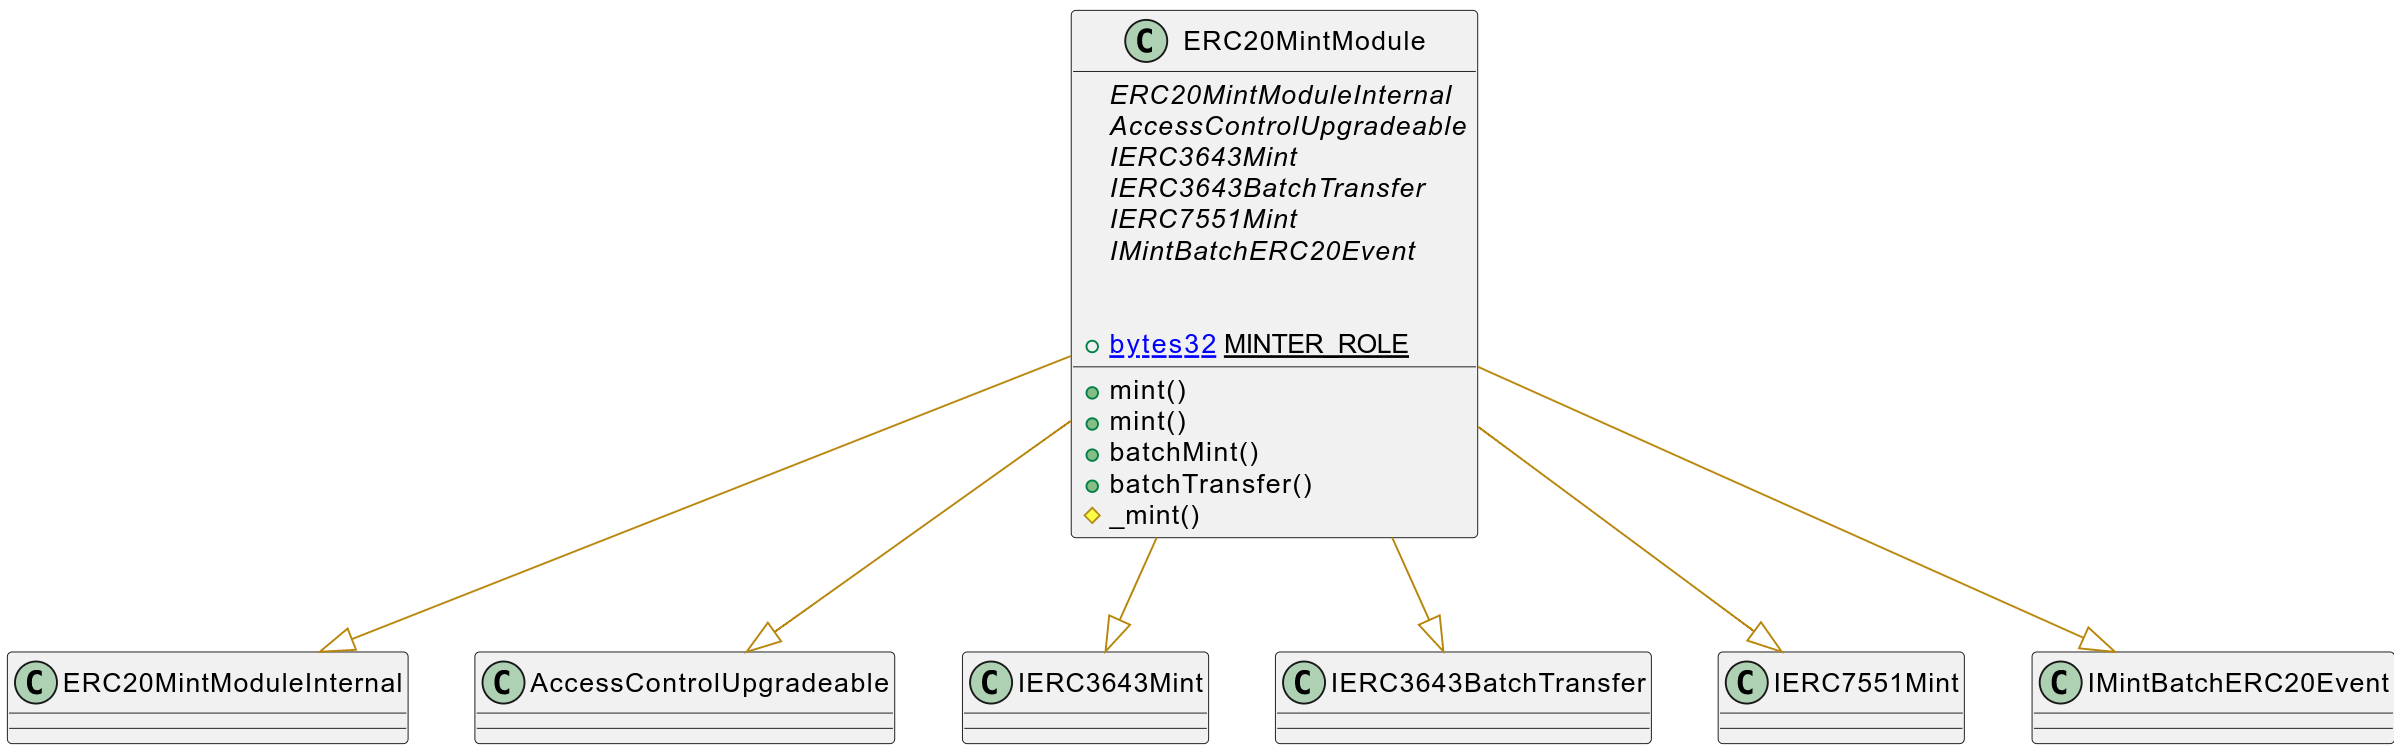 C ERC20MintModule
ERC20MintModuleInternal
AccessControlUpgradeable
IERC3643Mint
IERC3643BatchTransfer
IERC7551Mint
IMintBatchERC20Event
bytes32 MINTER_ROLE
mint()
mint()
batchMint()
batchTransfer()
_mint()
C ERC20MintModuleInternal
C AccessControlUpgradeable
C IERC3643Mint
C IERC3643BatchTransfer
C IERC7551Mint
C IMintBatchERC20Event